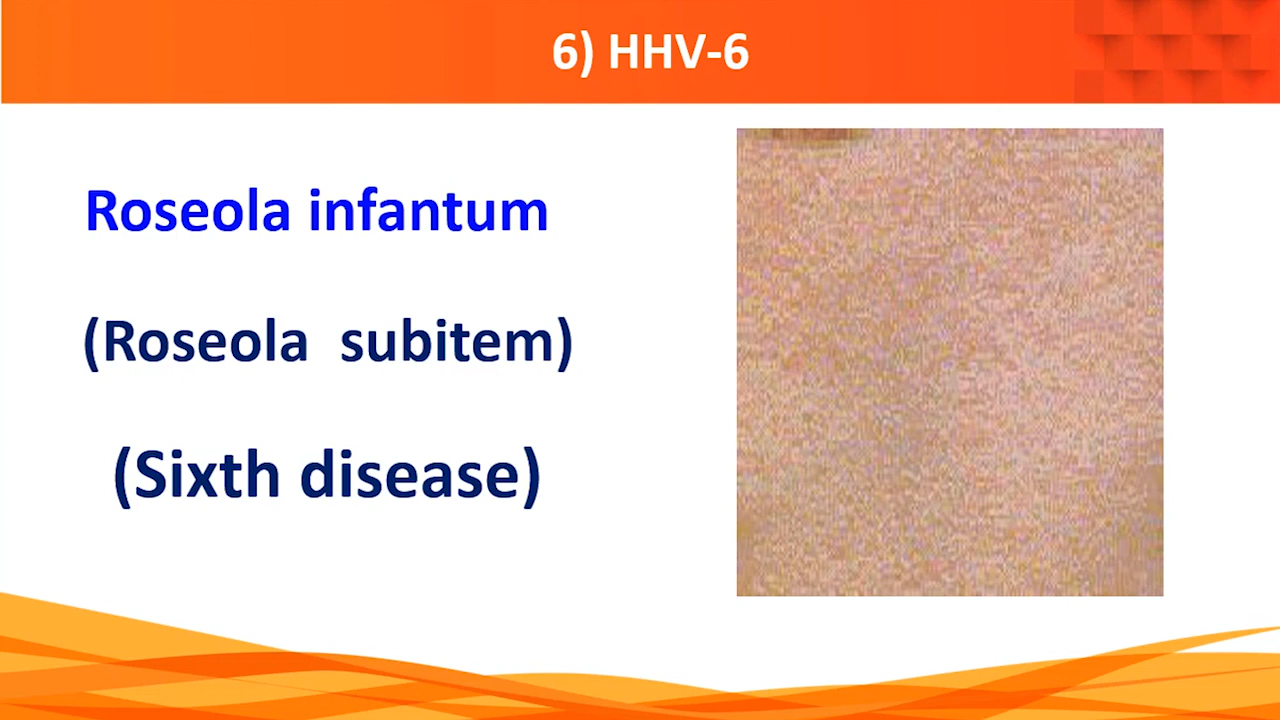 6) HHV-6
Roseola infantum
(Roseola subitem)
(Sixth disease)